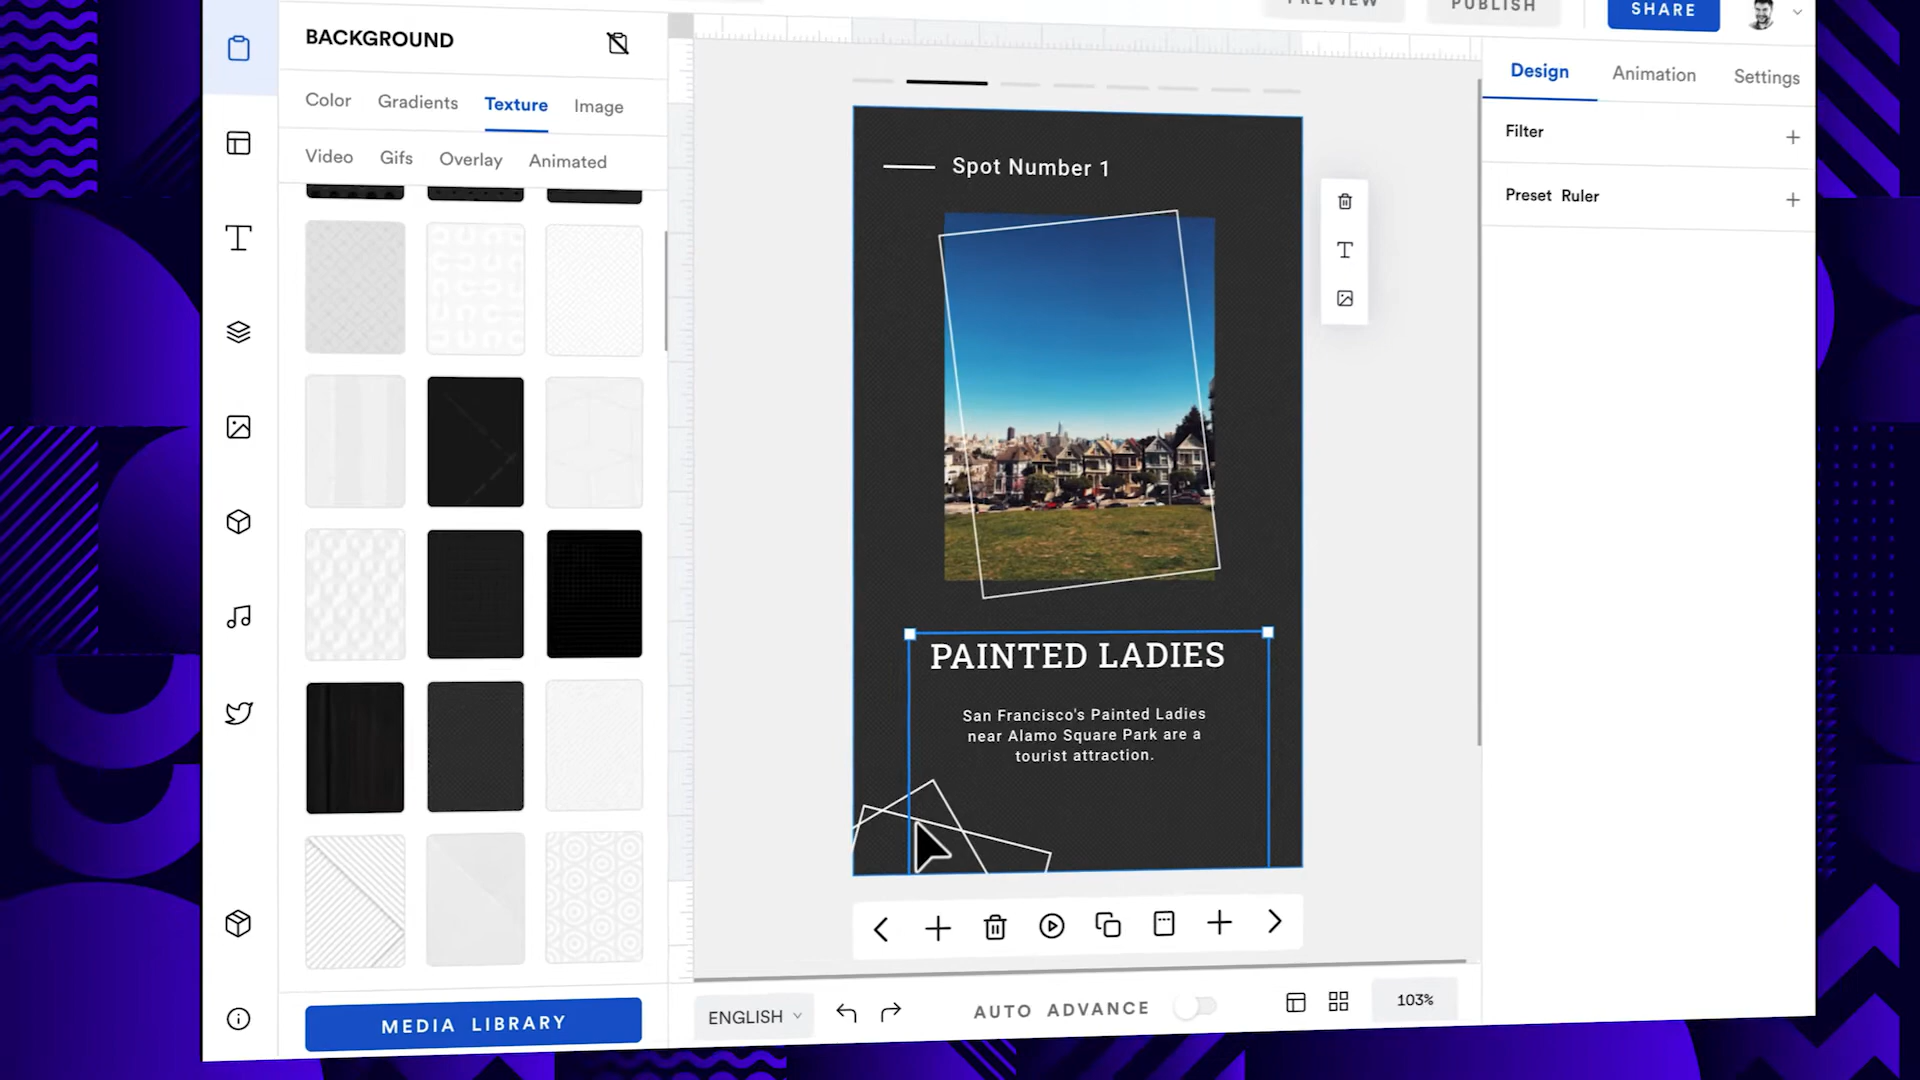 PREVIEW
PUBLISH
SHARE
BACKGROUND
Color
Gradients
Texture
Image
Video
Gifs
Overlay
Animated
Design
Animation
Settings
Filter
Preset Ruler
Spot Number 1
PAINTED LADIES
San Francisco's Painted Ladies
near Alamo Square Park are a
tourist attraction.
MEDIA LIBRARY
ENGLISH
AUTO ADVANCE
103%